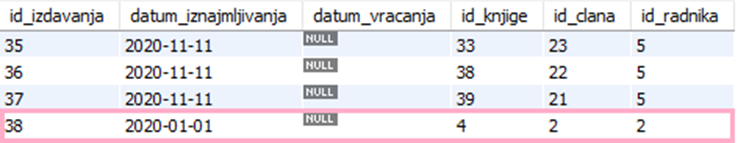 id_izdavanja datum_iznajmljivanja datum_vracanja id_knjige id_clana id_radnika
35 2020-11-11 NULL 33 23 5
36 2020-11-11 NULL 38 22 5
37 2020-11-11 NULL 39 21 5
38 2020-01-01 NULL 4 2 2